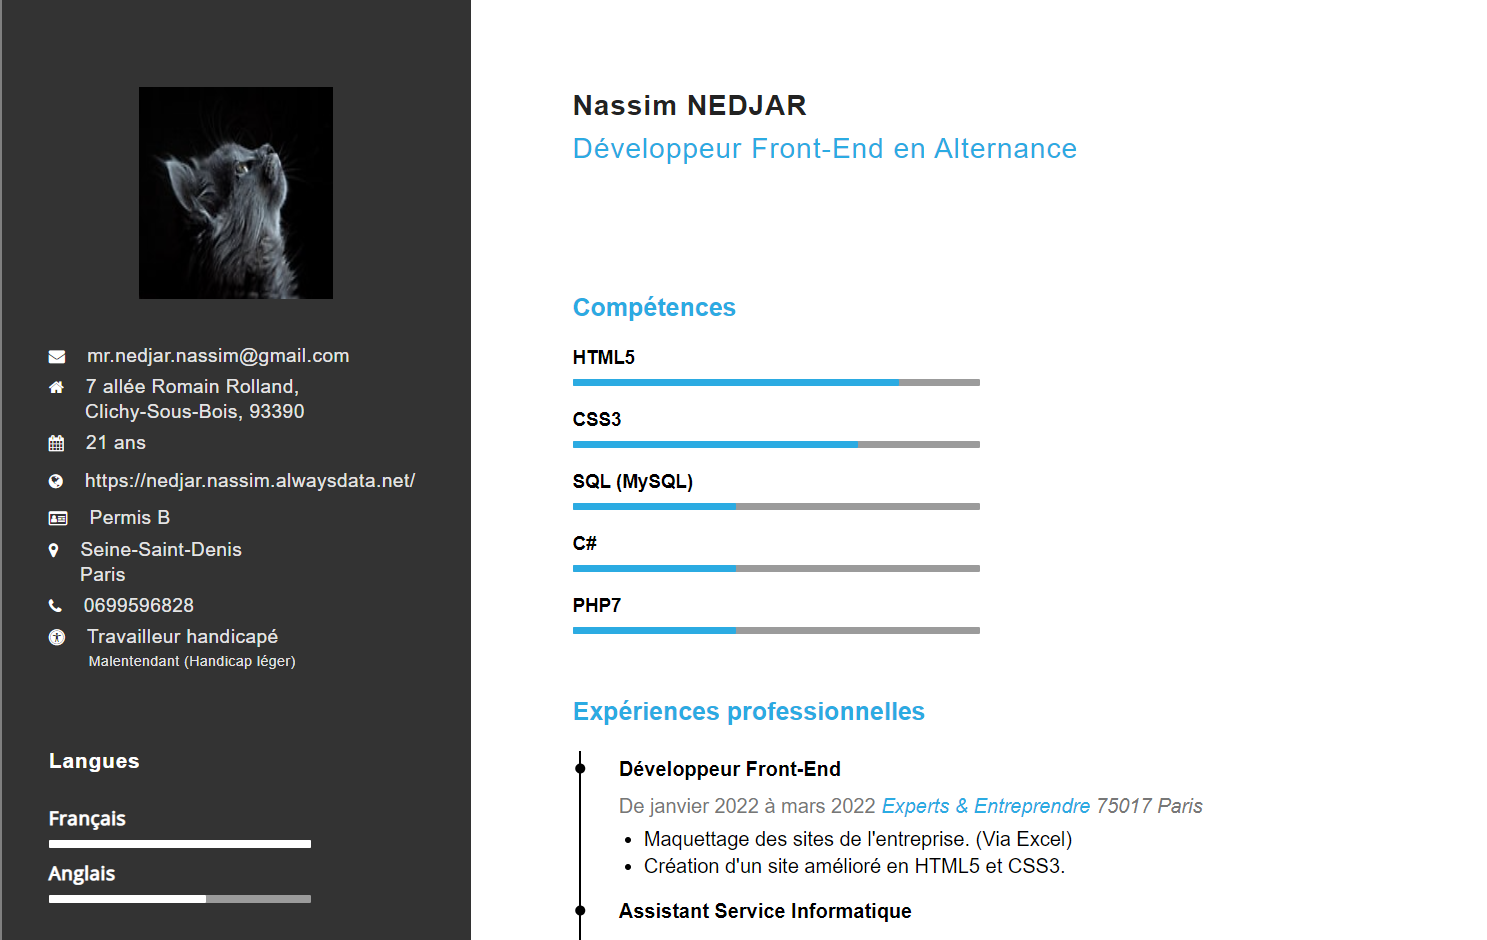 mr.nedjar.nassim@gmail.com
7 allée Romain Rolland,
Clichy-Sous-Bois, 93390
21 ans
https://nedjar.nassim.alwaysdata.net/
Permis B
Seine-Saint-Denis
Paris
0699596828
Travailleur handicapé
Malentendant (Handicap léger)
Langues
Français
Anglais
Nassim NEDJAR
Développeur Front-End en Alternance
Compétences
HTML5
CSS3
SQL (MySQL)
C#
PHP7
Expériences professionnelles
Développeur Front-End
De janvier 2022 à mars 2022 Experts & Entreprendre 75017 Paris
• Maquettage des sites de l'entreprise. (Via Excel)
• Création d'un site amélioré en HTML5 et CSS3.
Assistant Service Informatique